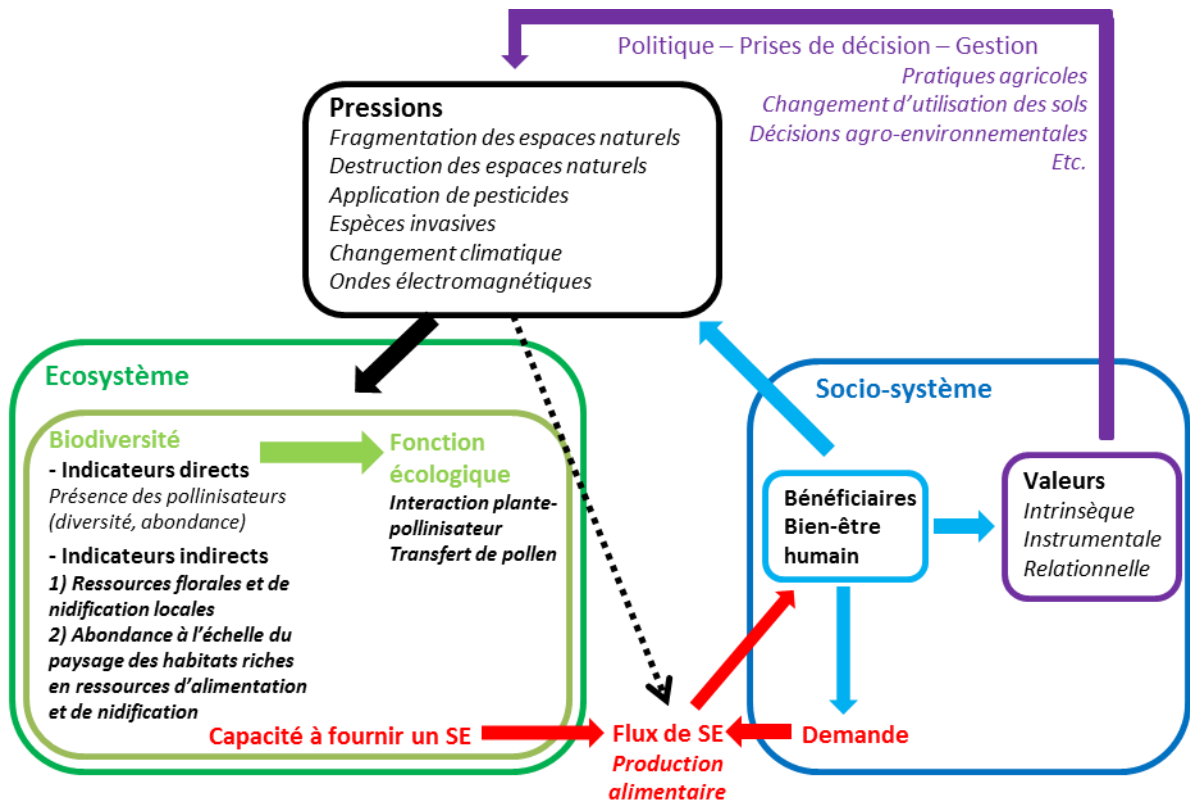 Politique – Prises de décision – Gestion
Pratiques agricoles
Changement d’utilisation des sols
Décisions agro-environnementales
Etc.
Pressions
Fragmentation des espaces naturels
Destruction des espaces naturels
Application de pesticides
Espèces invasives
Changement climatique
Ondes électromagnétiques
Ecosystème
Biodiversité
- Indicateurs directs
Présence des pollinisateurs
(diversité, abondance)
- Indicateurs indirects
1) Ressources florales et de
nidification locales
2) Abondance à l’échelle du
paysage des habitats riches
en ressources d’alimentation
et de nidification
Fonction
écologique
Interaction plante-
pollinisateur
Transfert de pollen
Capacité à fournir un SE
Flux de SE
Production
alimentaire
Socio-système
Bénéficiaires
Bien-être
humain
Valeurs
Intrinsèque
Instrumentale
Relationnelle
Demande